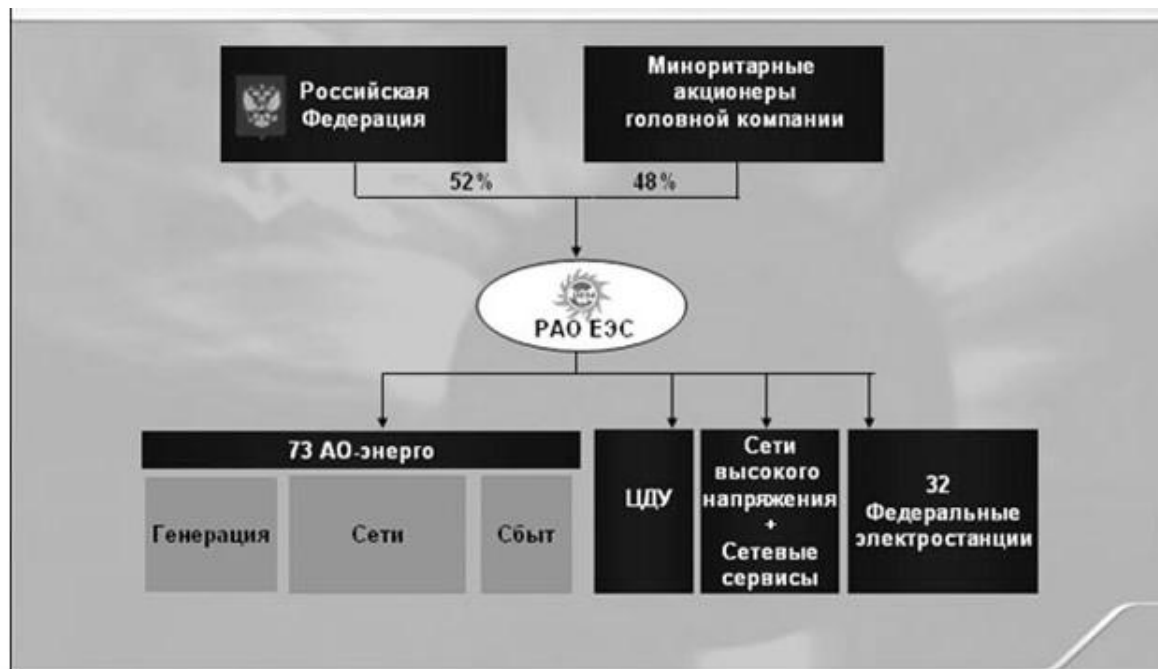 Российская
Федерация
Миноритарные
акционеры
головной компании
52%
48%
РАО ЕЭС
73 АО-энерго
Генерация
Сети
Сбыт
ЦДУ
Сети
высокого
напряжения
+
Сетевые
сервисы
32
Федеральные
электростанции